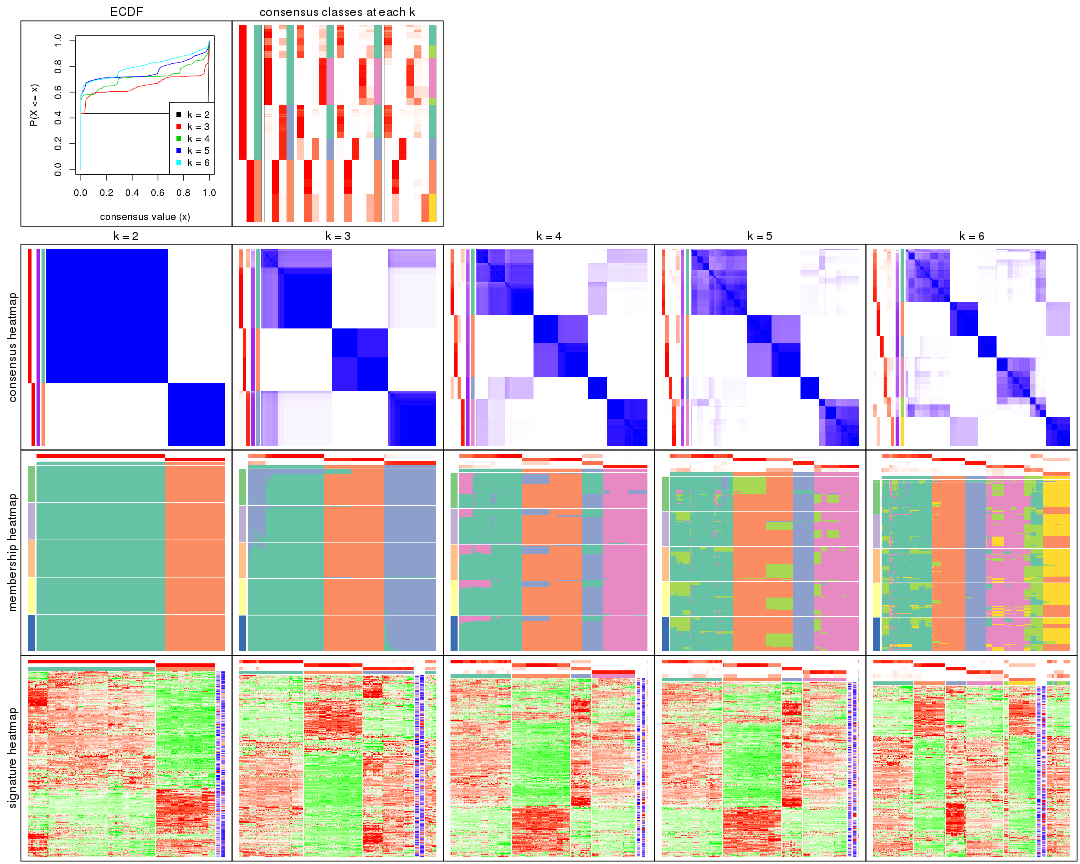 ECDF
consensus classes at each k
P(X <= x)
0.0 0.2 0.4 0.6 0.8 1.0
k = 2
k = 3
k = 4
k = 5
k = 6
0.0 0.2 0.4 0.6 0.8 1.0
consensus value (x)
k = 2
k = 3
k = 4
k = 5
k = 6
consensus heatmap
membership heatmap
signature heatmap